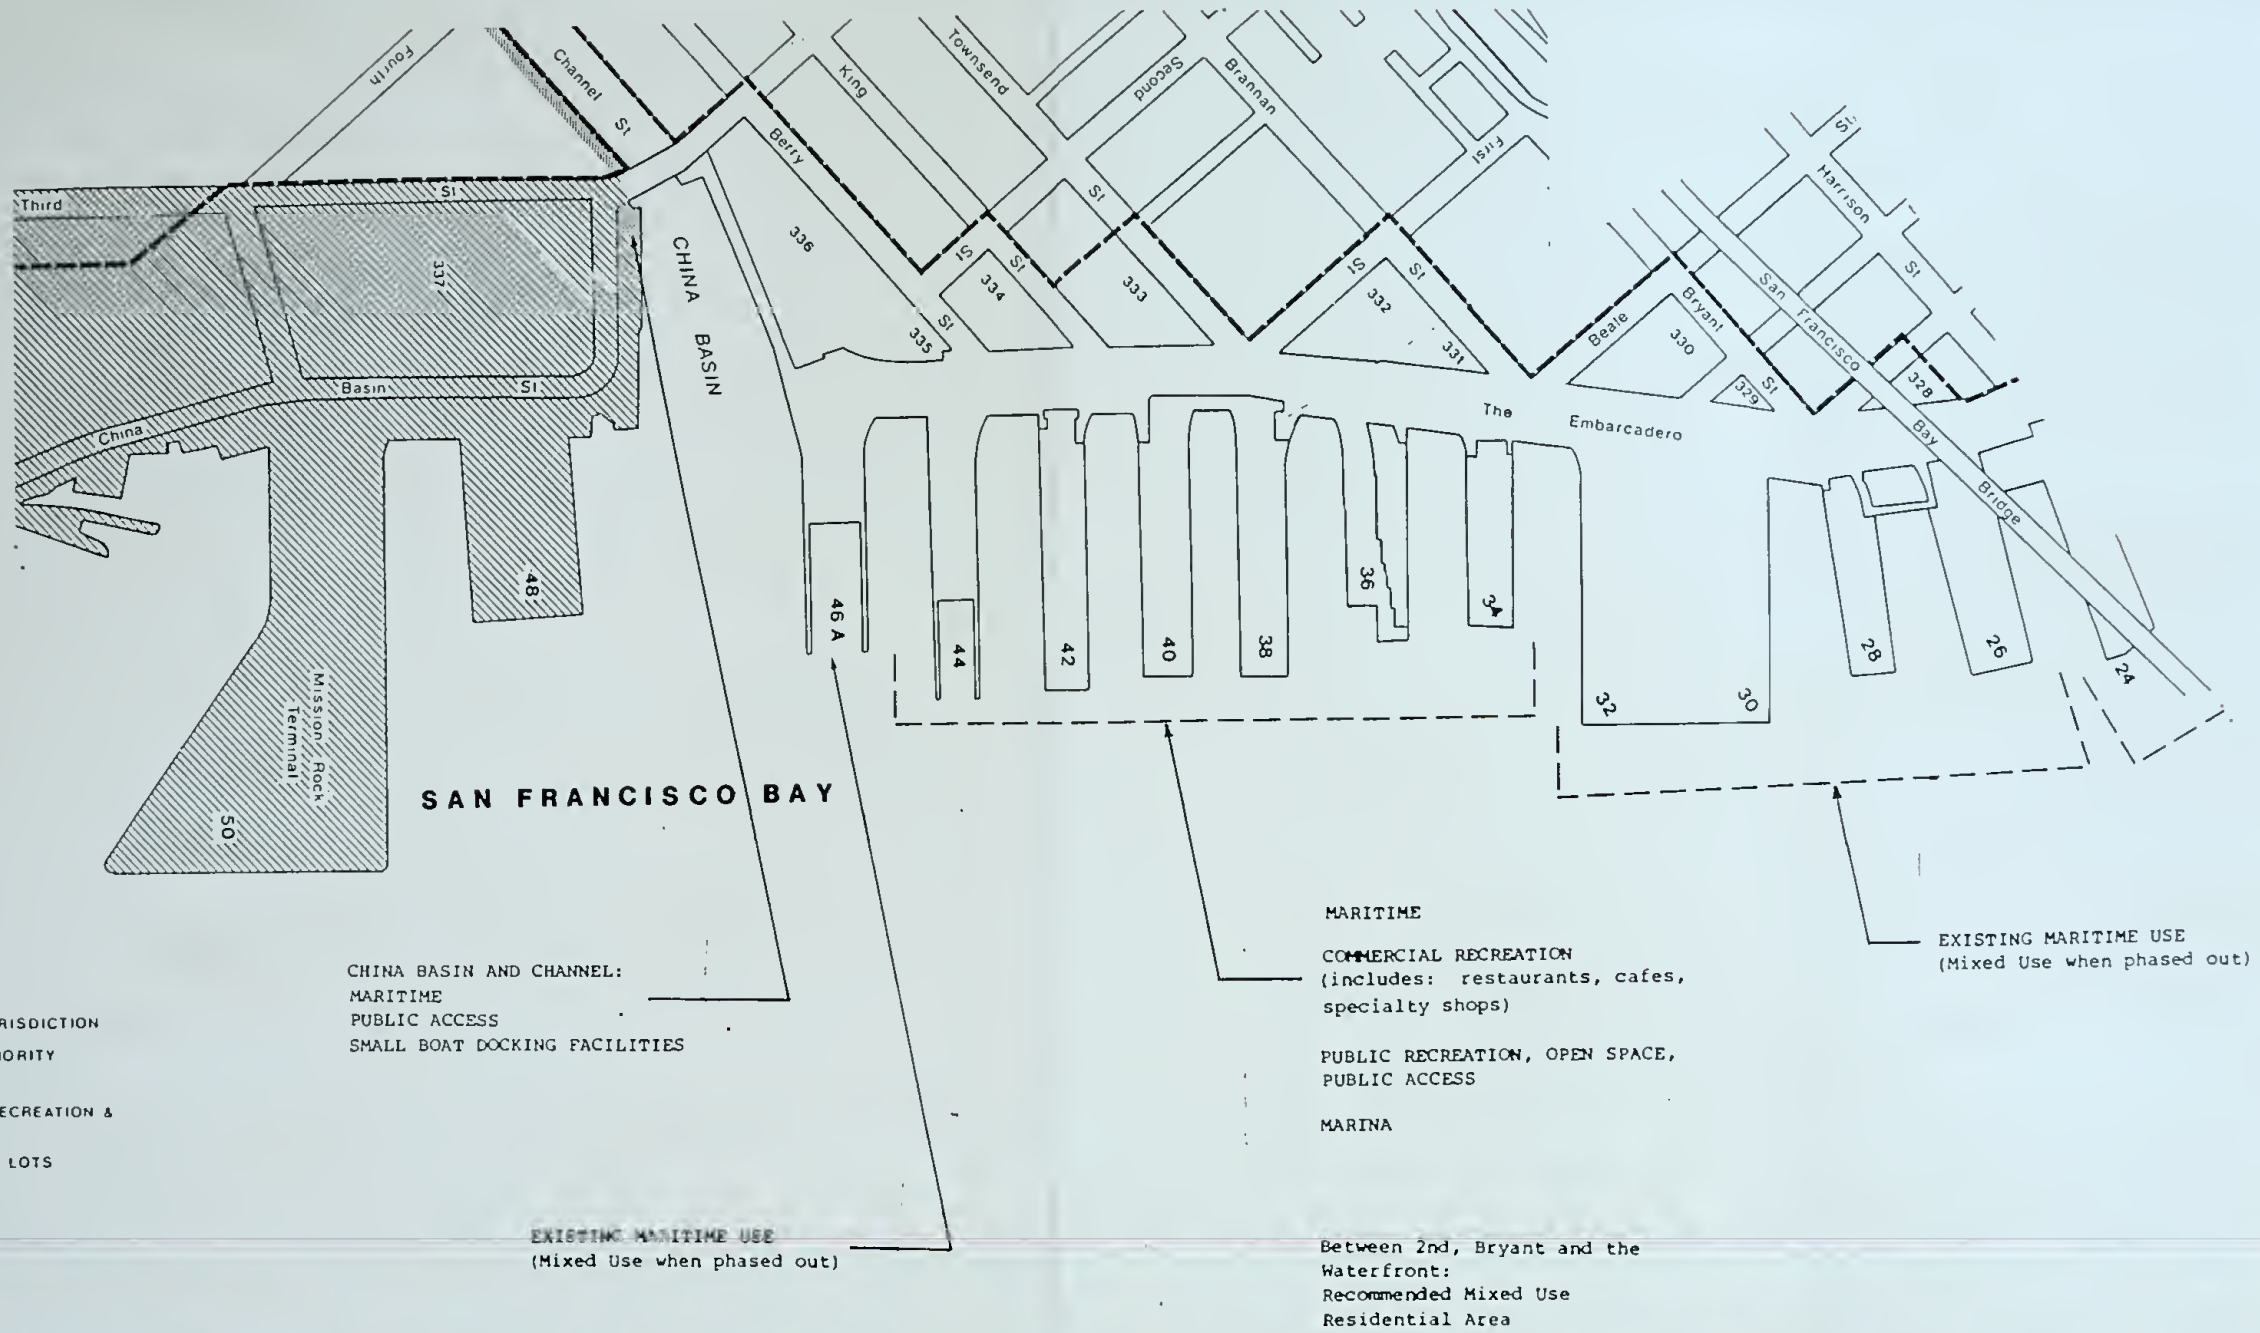 Fourth
Channel
St
King
Townsend
Second
Brannan
First
St
Harrison
St
Third
St
Berry
336
St
St
St
St
St
334
333
332
331
335
St
337
CHINA BASIN
Beale
Bryant
St
330
329
328
San Francisco Bay Bridge
Basin
St
China
The Embarcadero
48
46 A
44
42
40
38
36
34
32
30
28
26
24
Mission Rock
Terminal
50
SAN FRANCISCO BAY
MARITIME
COMMERCIAL RECREATION
(includes: restaurants, cafes,
specialty shops)
PUBLIC RECREATION, OPEN SPACE,
PUBLIC ACCESS
MARINA
EXISTING MARITIME USE
(Mixed Use when phased out)
CHINA BASIN AND CHANNEL:
MARITIME
PUBLIC ACCESS
SMALL BOAT DOCKING FACILITIES
RISDICTION
ORITY
ECREATION &
LOTS
EXISTING MARITIME USE
(Mixed Use when phased out)
Between 2nd, Bryant and the
Waterfront:
Recommended Mixed Use
Residential Area